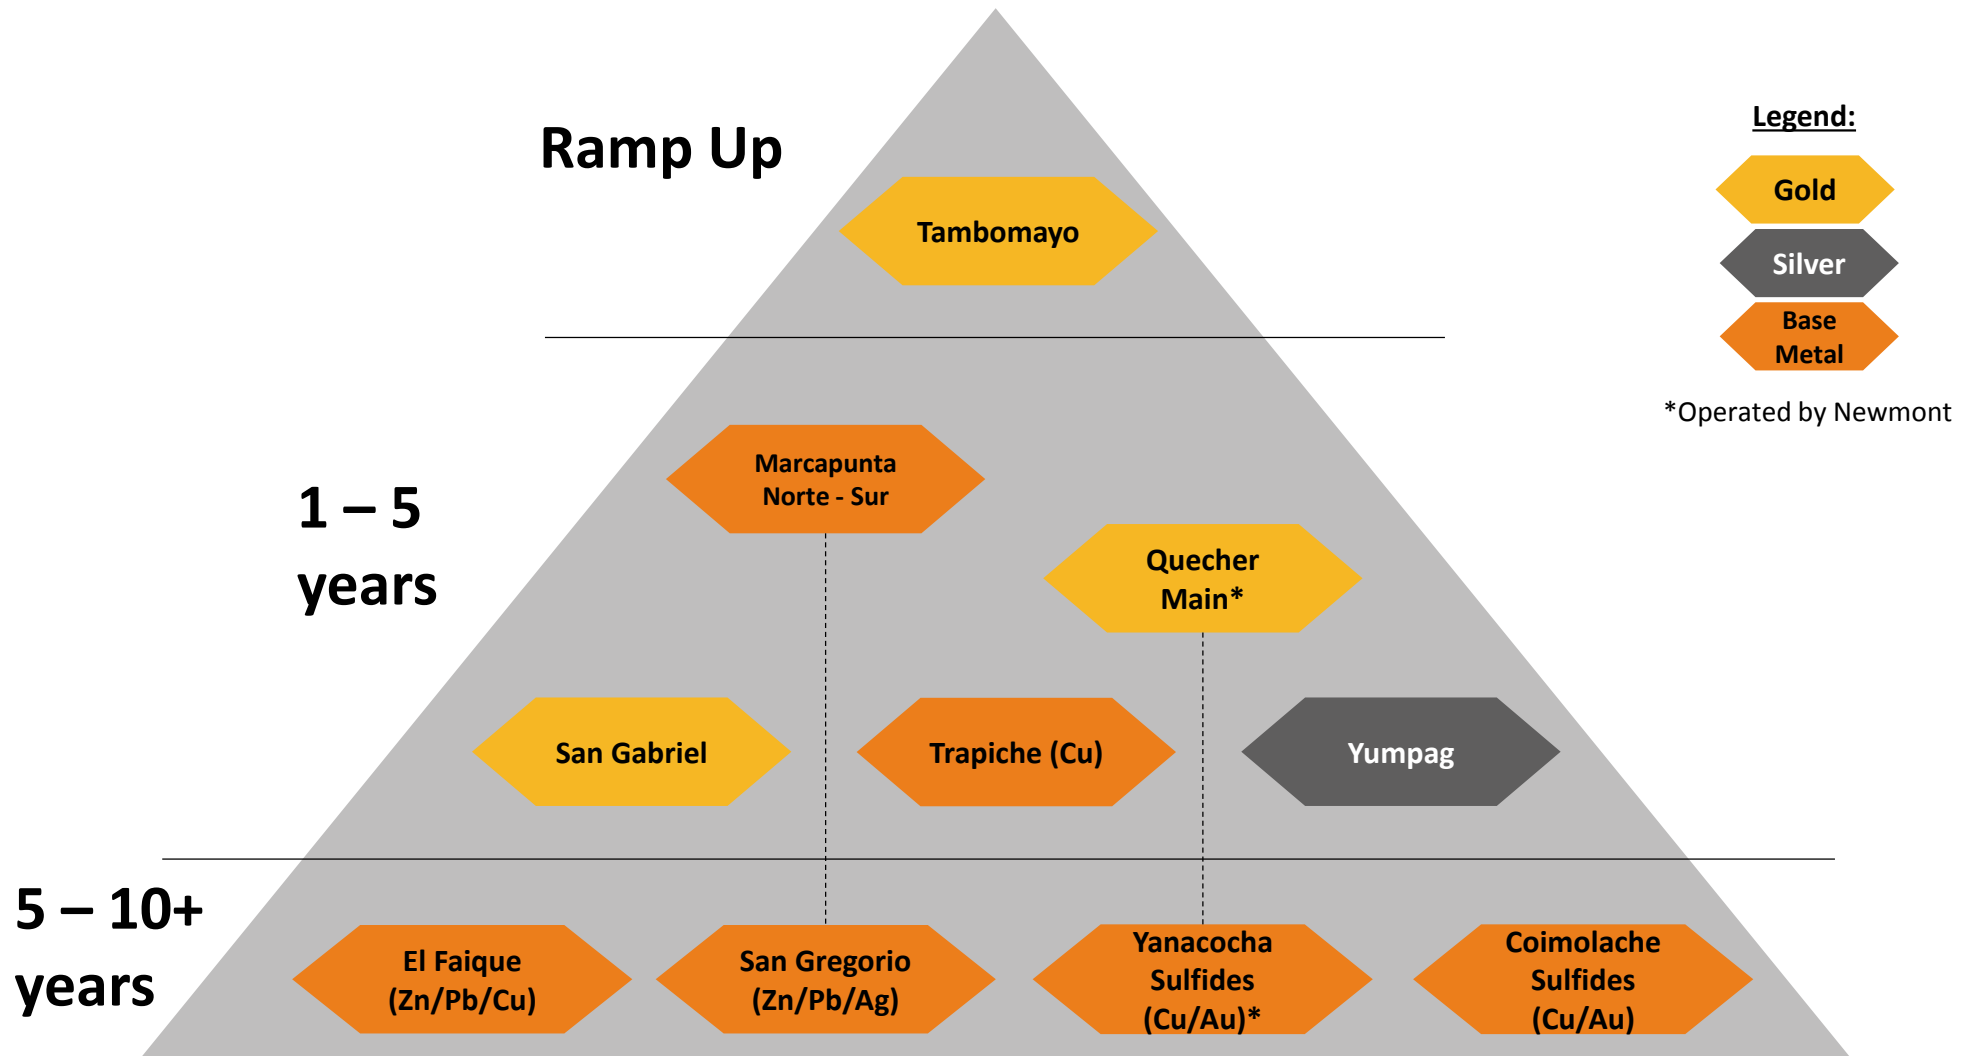 Ramp Up
Tambomayo
Legend:
Gold
Silver
Base
Metal
*Operated by Newmont
1 – 5
years
Marcapunta
Norte - Sur
Quecher
Main*
San Gabriel
Trapiche (Cu)
Yumpag
5 – 10+
years
El Faique
(Zn/Pb/Cu)
San Gregorio
(Zn/Pb/Ag)
Yanacocha
Sulfides
(Cu/Au)*
Coimolache
Sulfides
(Cu/Au)